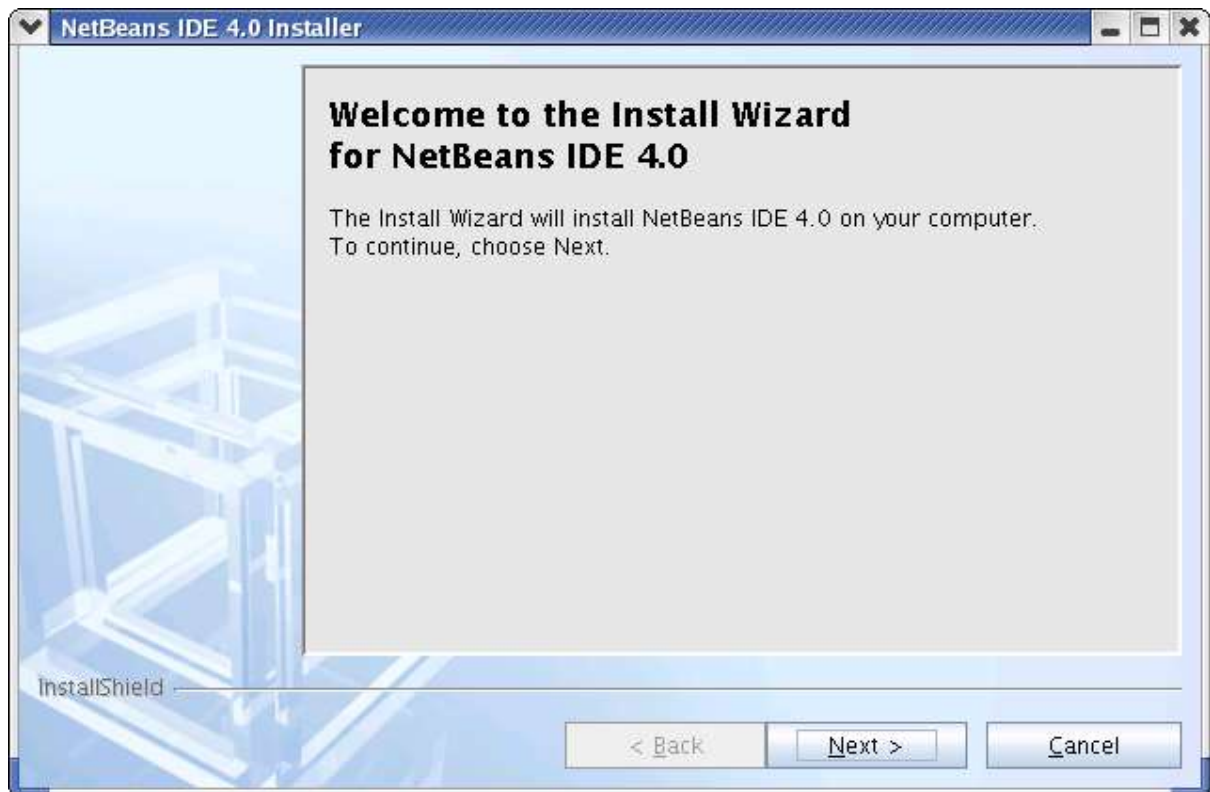 NetBeans IDE 4.0 Installer
Welcome to the Install Wizard
for NetBeans IDE 4.0
The Install Wizard will install NetBeans IDE 4.0 on your computer.
To continue, choose Next.
InstallShield
< Back
Next >
Cancel